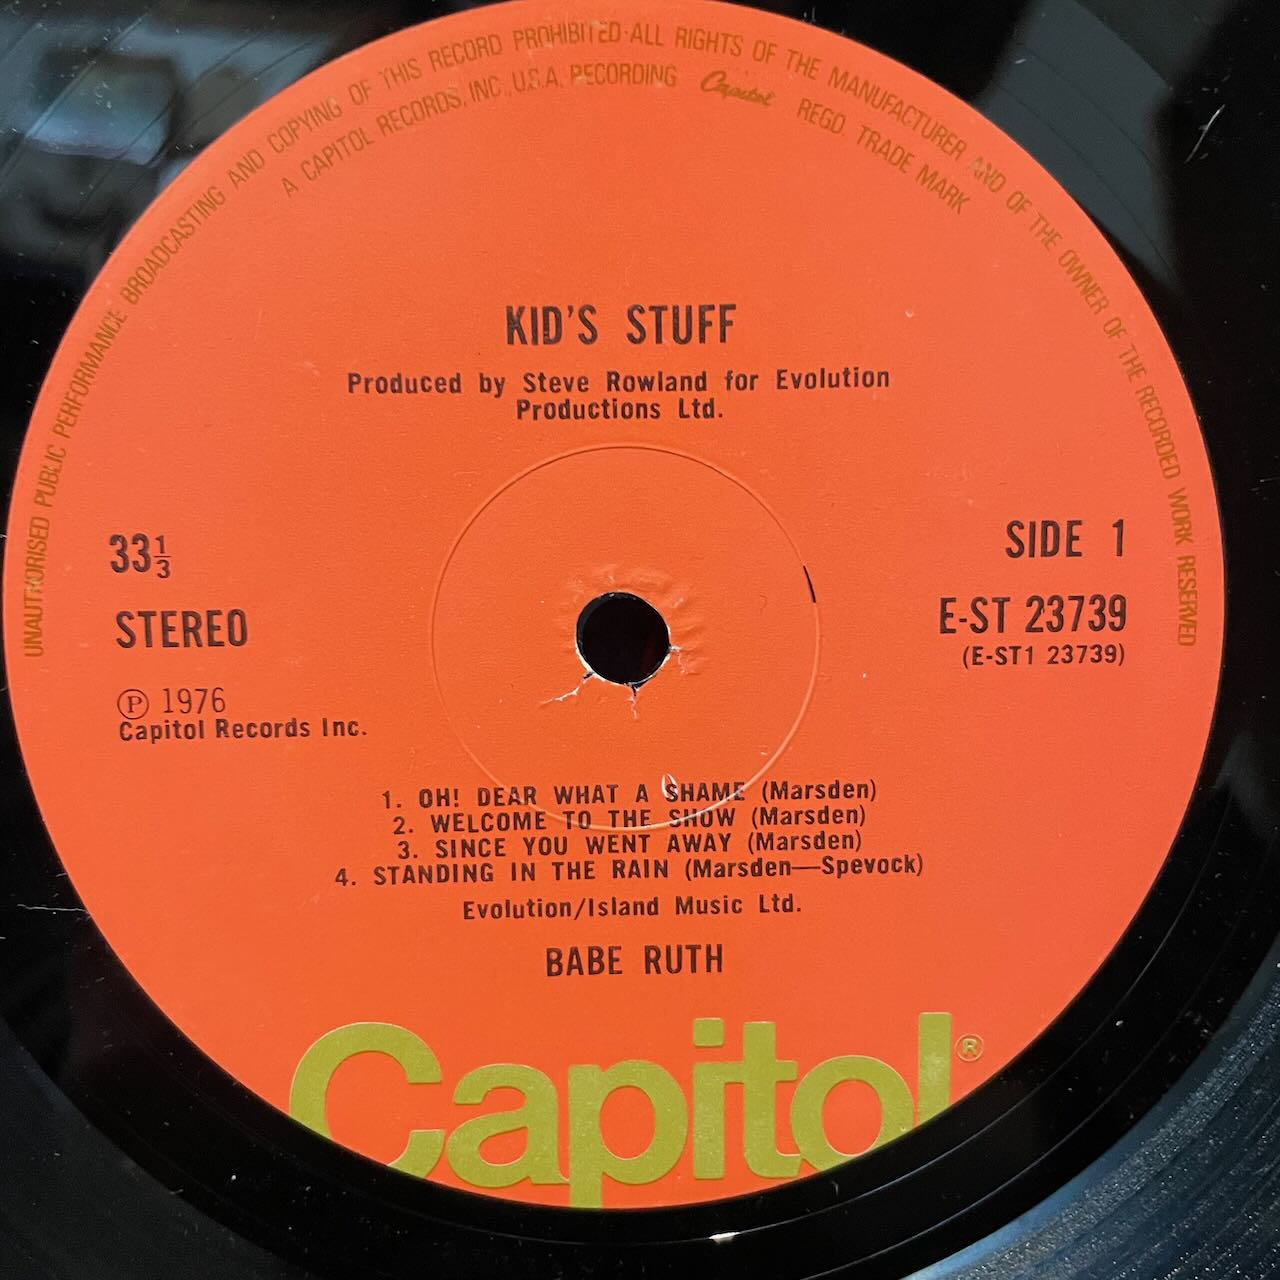 UNAUTHORISED PUBLIC PERFORMANCE BROADCASTING AND COPYING OF THIS RECORD PROHIBITED·ALL RIGHTS OF THE MANUFACTURER AND OF THE OWNER OF THE RECORDED WORK RESERVED
A CAPITOL RECORDS, INC., U.S.A. RECORDING Capitol REGD. TRADE MARK
KID'S STUFF
Produced by Steve Rowland for Evolution
Productions Ltd.
33⅓
STEREO
℗ 1976
Capitol Records Inc.
SIDE 1
E-ST 23739
(E-ST1 23739)
1. OH! DEAR WHAT A SHAME (Marsden)
2. WELCOME TO THE SHOW (Marsden)
3. SINCE YOU WENT AWAY (Marsden)
4. STANDING IN THE RAIN (Marsden—Spevock)
Evolution/Island Music Ltd.
BABE RUTH
Capitol®